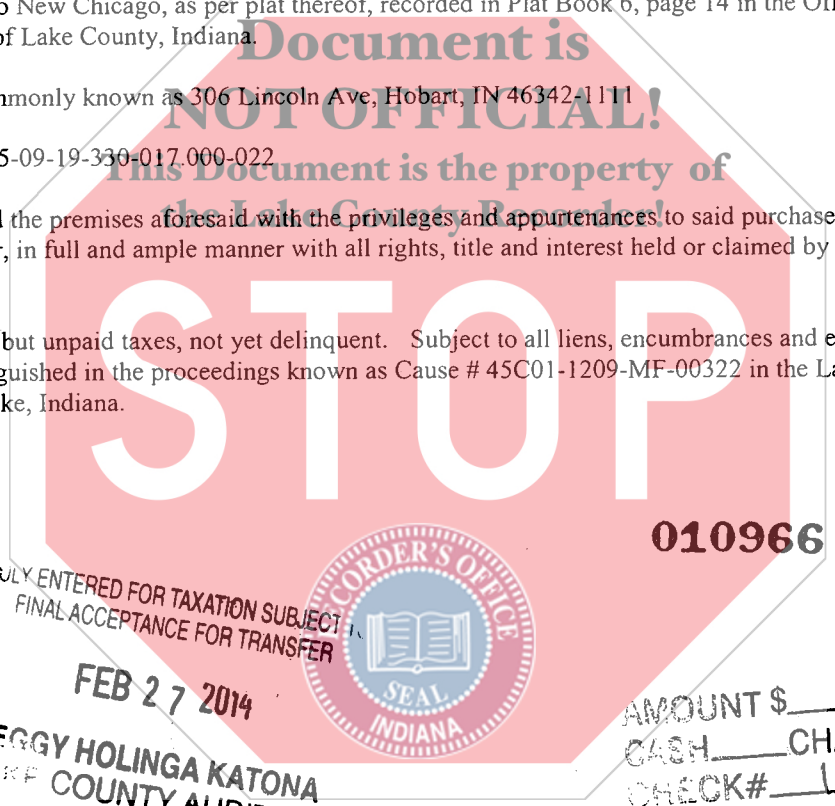 o New Chicago, as per plat thereof, recorded in Plat Book 6, page 14 in the Off
of Lake County, Indiana.
Document is
mmonly known as 306 Lincoln Ave, Hobart, IN 46342-1111
NOT OFFICIAL!
5-09-19-330-017.000-022
This Document is the property of
the Lake County Recorder!
the premises aforesaid with the privileges and appurtenances to said purchase
, in full and ample manner with all rights, title and interest held or claimed by
STOP
but unpaid taxes, not yet delinquent. Subject to all liens, encumbrances and e
guished in the proceedings known as Cause # 45C01-1209-MF-00322 in the La
ke, Indiana.
010966
RECORDER'S OFFICE
SEAL
INDIANA
ULY ENTERED FOR TAXATION SUBJECT
FINAL ACCEPTANCE FOR TRANSFER
FEB 27 2014
EGGY HOLINGA KATONA
COUNTY AUDI
AMOUNT $
CASH CH
CHECK#